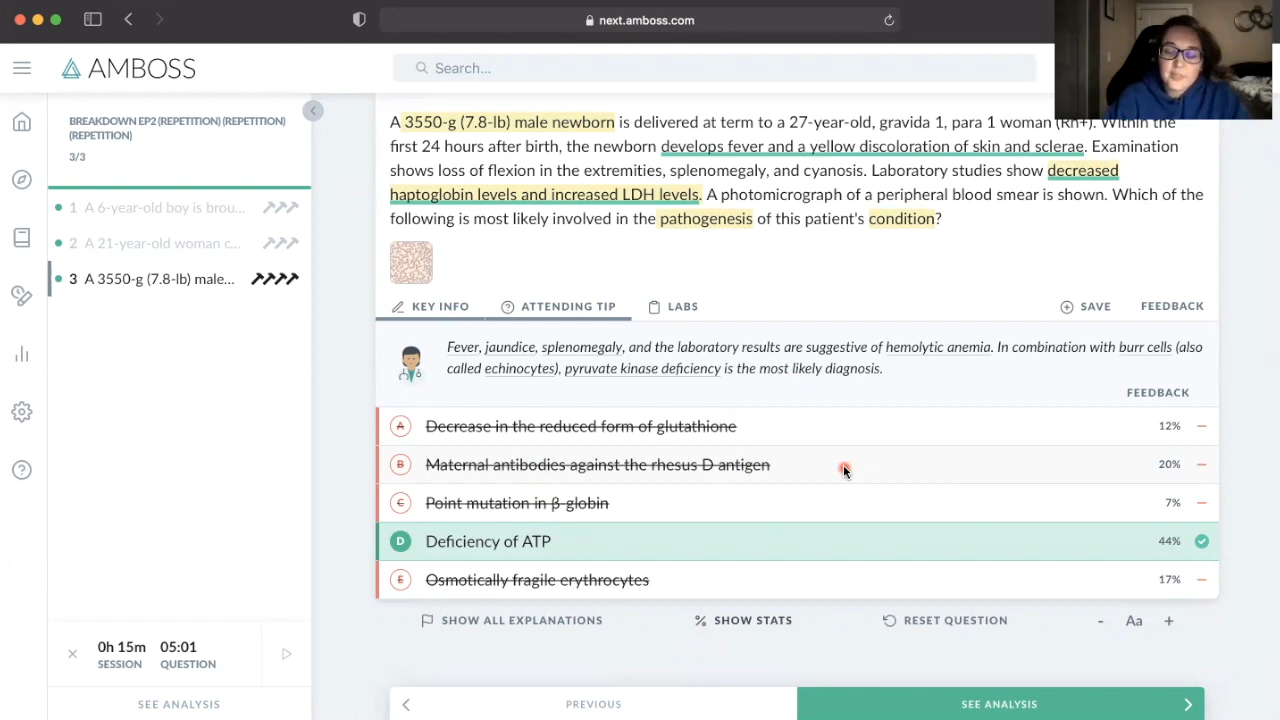 next.amboss.com
AMBOSS
Search...
BREAKDOWN EP2 (REPETITION) (REPETITION)
(REPETITION)
3/3
1 A 6-year-old boy is brou...
2 A 21-year-old woman c...
3 A 3550-g (7.8-lb) male...
A 3550-g (7.8-lb) male newborn is delivered at term to a 27-year-old, gravida 1, para 1 woman (Rh+). Within the
first 24 hours after birth, the newborn develops fever and a yellow discoloration of skin and sclerae. Examination
shows loss of flexion in the extremities, splenomegaly, and cyanosis. Laboratory studies show decreased
haptoglobin levels and increased LDH levels. A photomicrograph of a peripheral blood smear is shown. Which of the
following is most likely involved in the pathogenesis of this patient's condition?
KEY INFO ATTENDING TIP LABS SAVE FEEDBACK
Fever, jaundice, splenomegaly, and the laboratory results are suggestive of hemolytic anemia. In combination with burr cells (also
called echinocytes), pyruvate kinase deficiency is the most likely diagnosis.
FEEDBACK
A Decrease in the reduced form of glutathione 12%
B Maternal antibodies against the rhesus D antigen 20%
C Point mutation in β-globin 7%
D Deficiency of ATP 44%
E Osmotically fragile erythrocytes 17%
SHOW ALL EXPLANATIONS % SHOW STATS RESET QUESTION - Aa +
0h 15m 05:01
SESSION QUESTION
SEE ANALYSIS
PREVIOUS SEE ANALYSIS